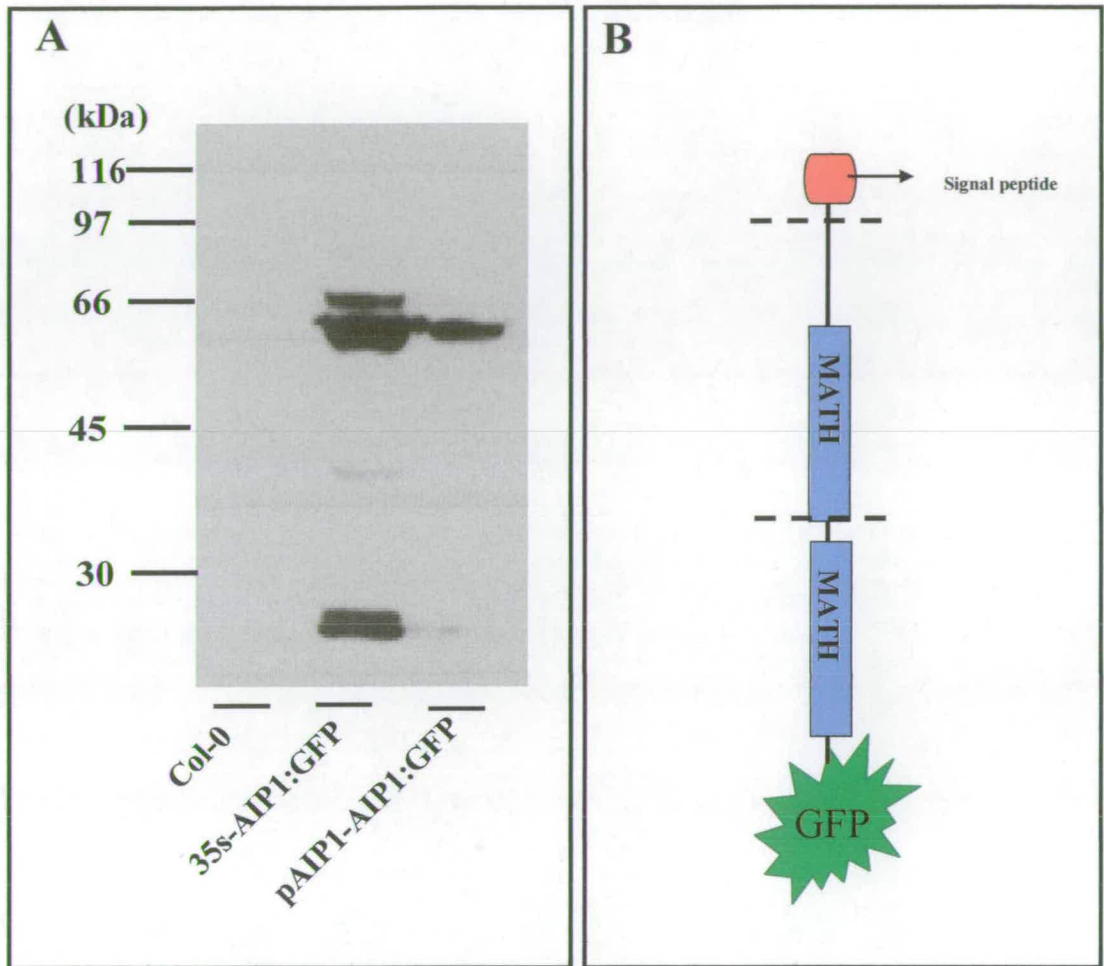 A
(kDa)
116
97
66
45
30
Col-0
35s-AIP1:GFP
pAIP1-AIP1:GFP
B
Signal peptide
MATH
MATH
GFP